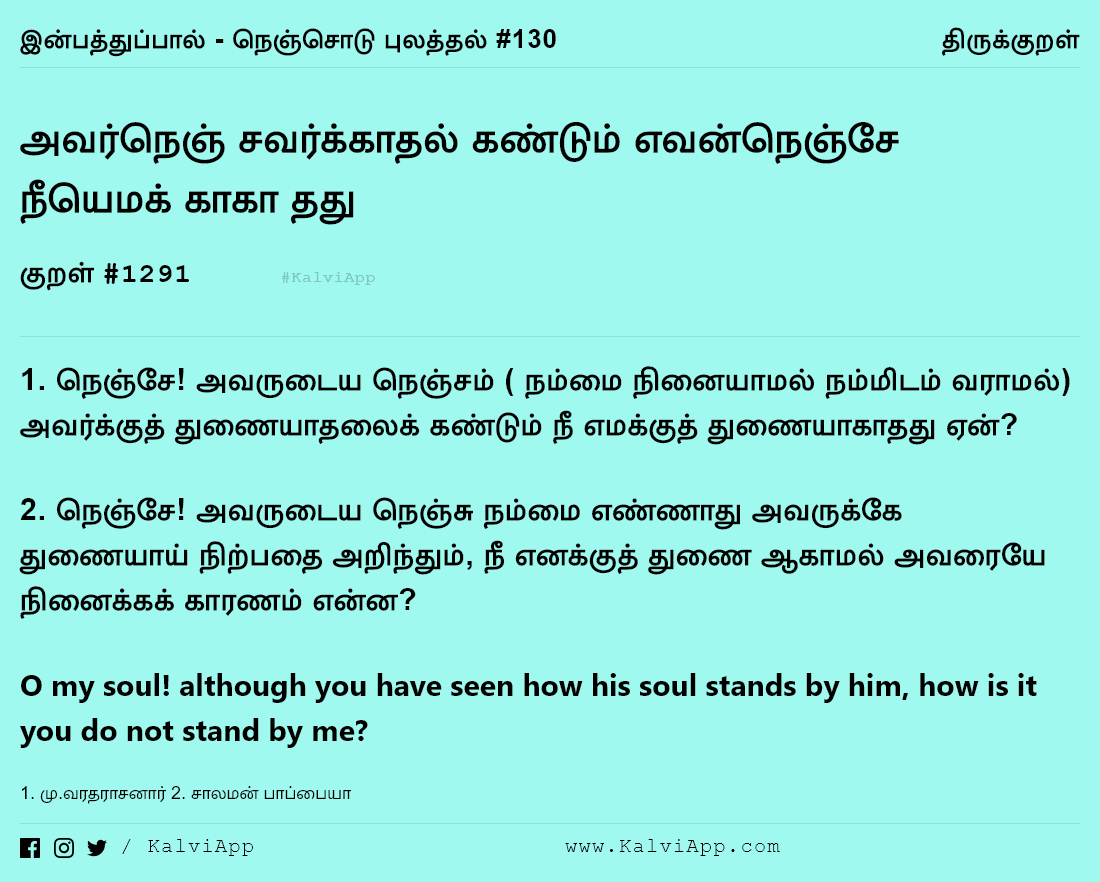 இன்பத்துப்பால் - நெஞ்சொடு புலத்தல் #130 திருக்குறள்
அவர்நெஞ் சவர்க்காதல் கண்டும் எவன்நெஞ்சே
நீயெமக் காகா தது
குறள் #1291 #KalviApp
1. நெஞ்சே! அவருடைய நெஞ்சம் ( நம்மை நினையாமல் நம்மிடம் வராமல்)
அவர்க்குத் துணையாதலைக் கண்டும் நீ எமக்குத் துணையாகாதது ஏன்?
2. நெஞ்சே! அவருடைய நெஞ்சு நம்மை எண்ணாது அவருக்கே
துணையாய் நிற்பதை அறிந்தும், நீ எனக்குத் துணை ஆகாமல் அவரையே
நினைக்கக் காரணம் என்ன?
O my soul! although you have seen how his soul stands by him, how is it
you do not stand by me?
1. மு.வரதராசனார் 2. சாலமன் பாப்பையா
/ KalviApp www.KalviApp.com